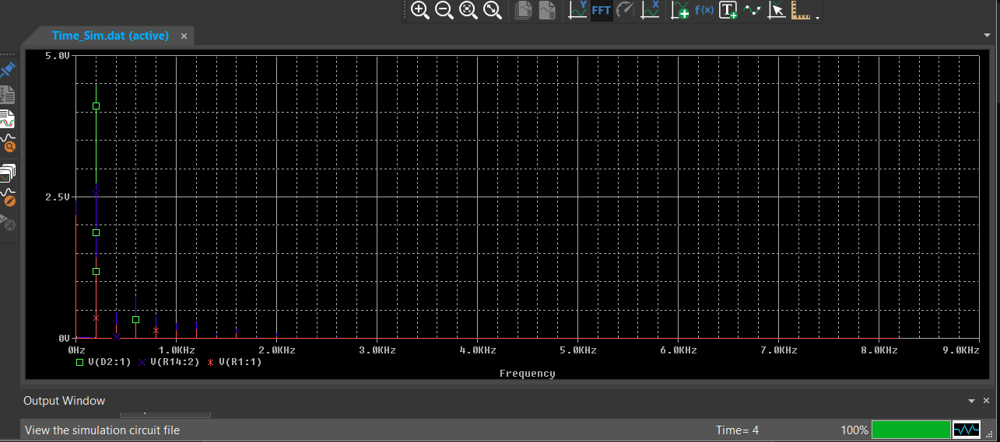 Y
FFT
X
f(x)
T
Time_Sim.dat (active)
5.0V
2.5V
0V
0Hz 1.0KHz 2.0KHz 3.0KHz 4.0KHz 5.0KHz 6.0KHz 7.0KHz 8.0KHz 9.0KHz
V(D2:1) V(R14:2) V(R1:1)
Frequency
Output Window
View the simulation circuit file Time= 4 100%